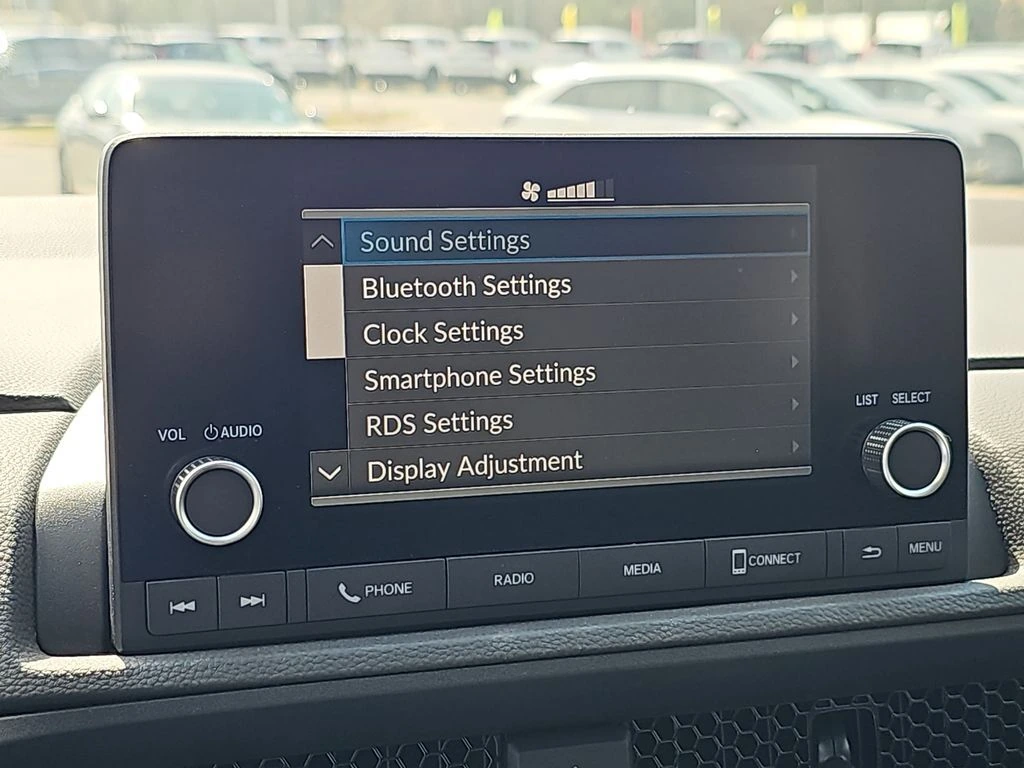 Sound Settings
Bluetooth Settings
Clock Settings
Smartphone Settings
RDS Settings
Display Adjustment
VOL AUDIO
LIST SELECT
PHONE
RADIO
MEDIA
CONNECT
MENU